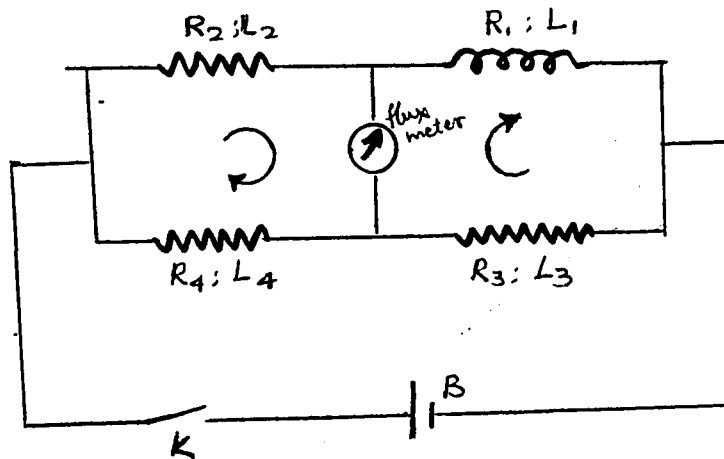 R2 ; L2
R1 ; L1
flux
meter
R4 ; L4
R3 ; L3
B
K